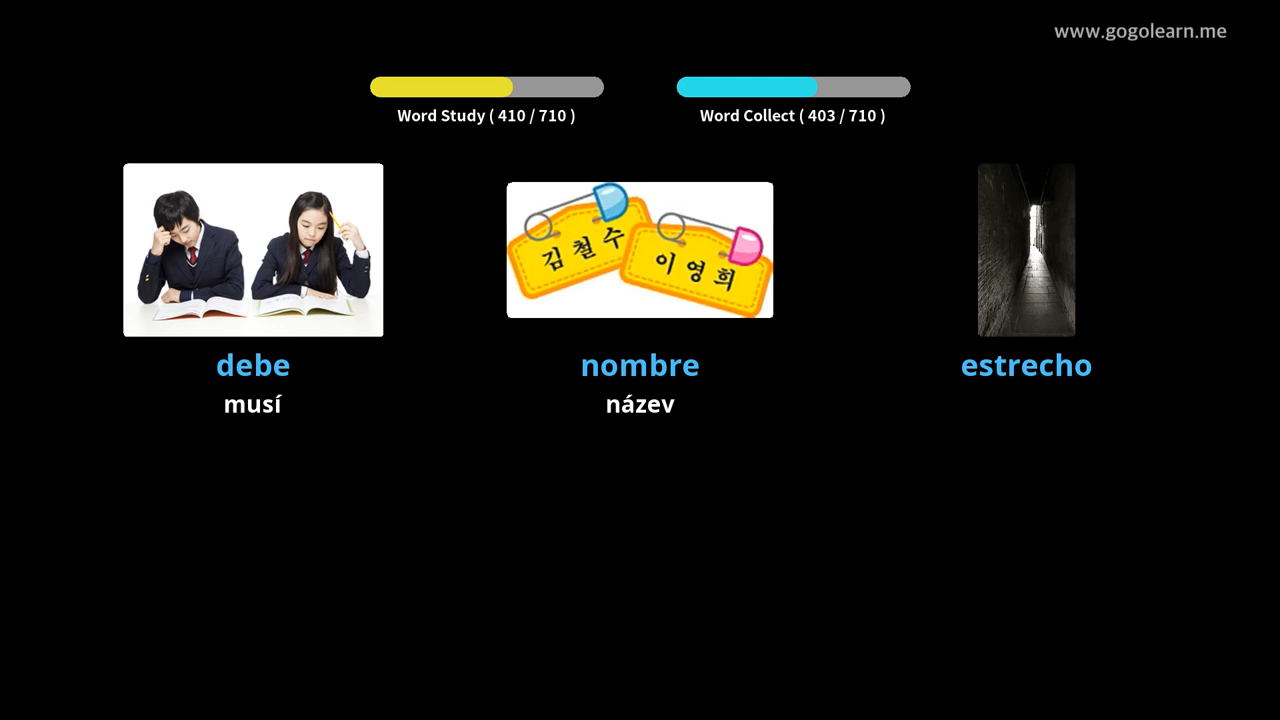 www.gogolearn.me
Word Study ( 410 / 710 )
Word Collect ( 403 / 710 )
김철수
이영희
debe
nombre
estrecho
musí
název